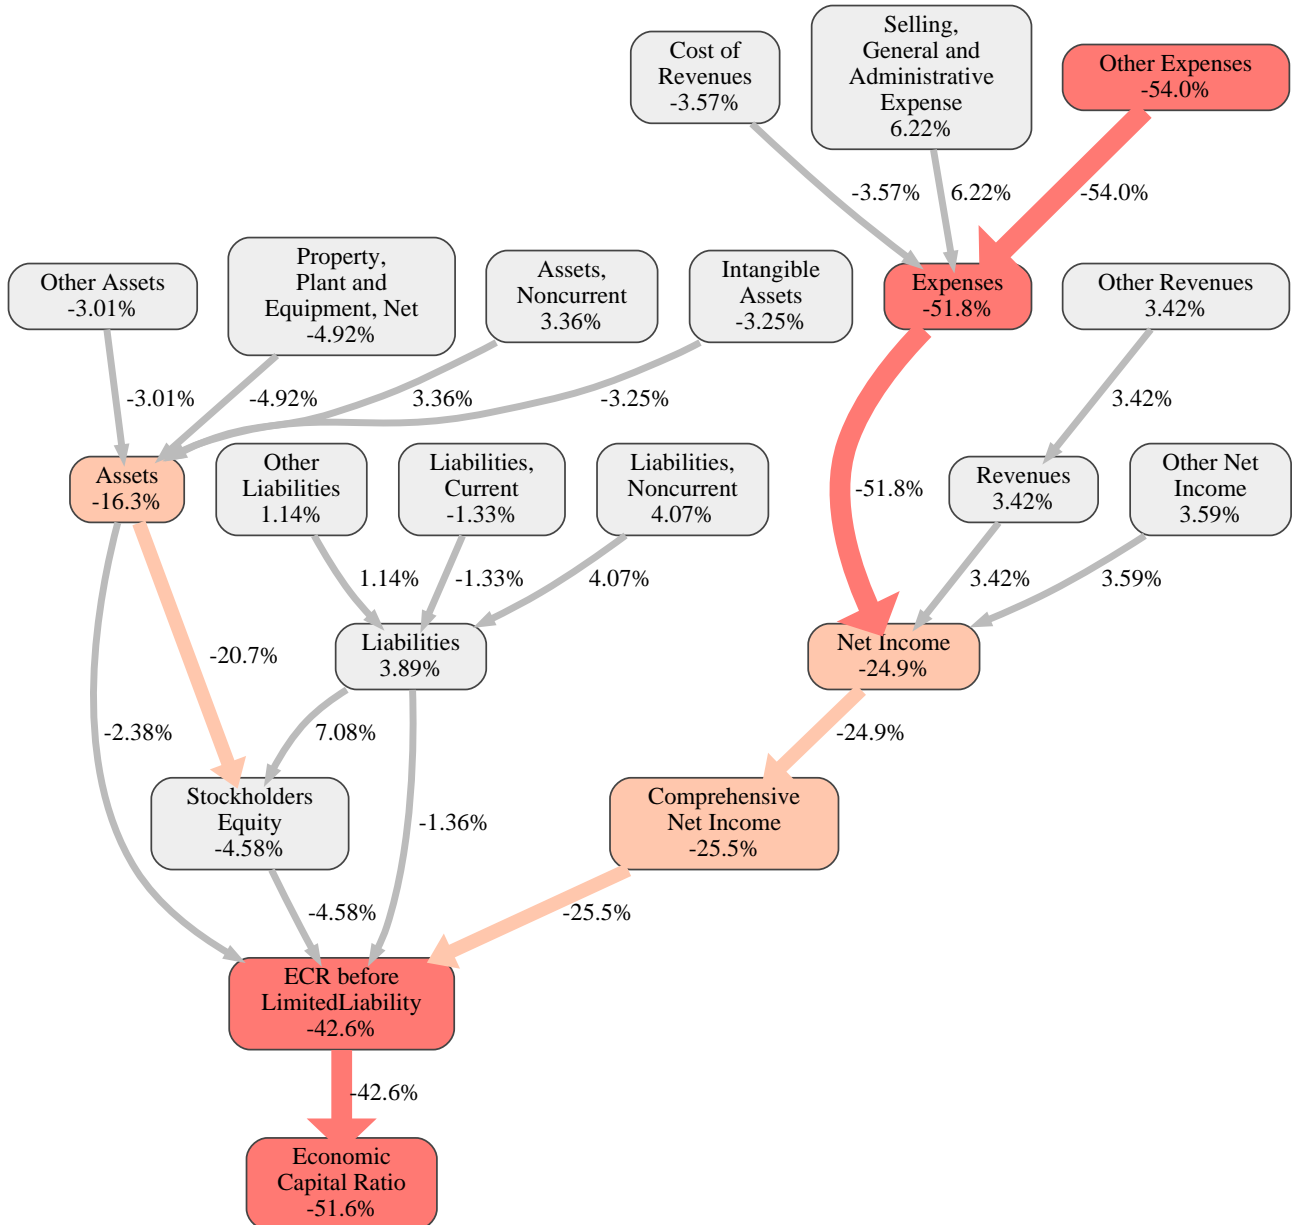 Cost of
Revenues
-3.57%
Selling,
General and
Administrative
Expense
6.22%
Other Expenses
-54.0%
-3.57%
6.22%
-54.0%
Other Assets
-3.01%
Property,
Plant and
Equipment, Net
-4.92%
Assets,
Noncurrent
3.36%
Intangible
Assets
-3.25%
Expenses
-51.8%
Other Revenues
3.42%
-3.01%
-4.92%
3.36%
-3.25%
3.42%
Assets
-16.3%
Other
Liabilities
1.14%
Liabilities,
Current
-1.33%
Liabilities,
Noncurrent
4.07%
-51.8%
Revenues
3.42%
Other Net
Income
3.59%
1.14%
-1.33%
4.07%
3.42%
3.59%
-20.7%
Liabilities
3.89%
Net Income
-24.9%
-2.38%
7.08%
-24.9%
Stockholders
Equity
-4.58%
-1.36%
Comprehensive
Net Income
-25.5%
-4.58%
-25.5%
ECR before
LimitedLiability
-42.6%
-42.6%
Economic
Capital Ratio
-51.6%